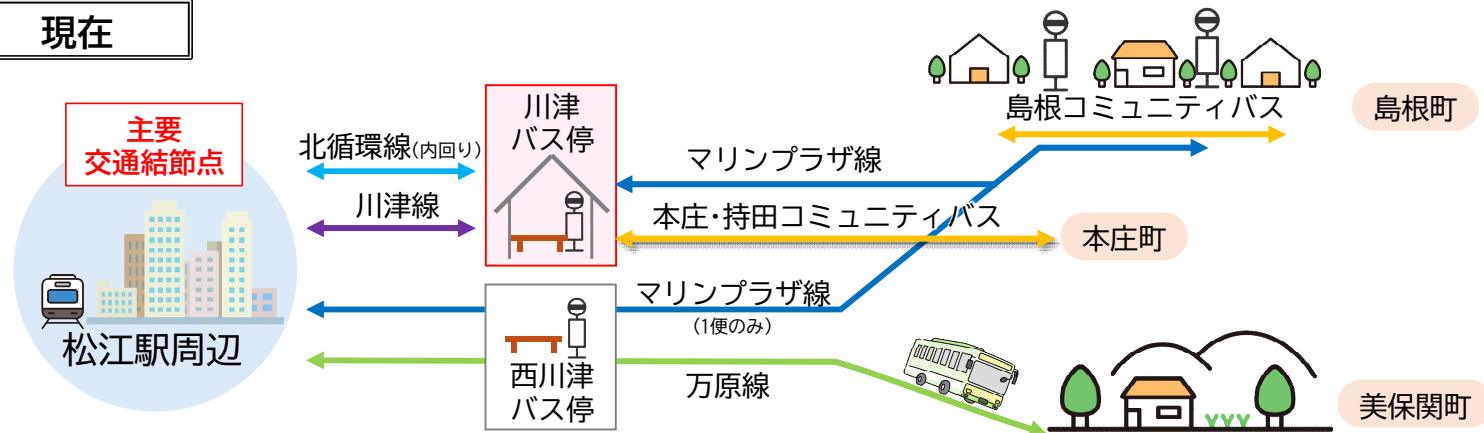 現在
主要
交通結節点
松江駅周辺
北循環線(内回り)
川津線
川津
バス停
西川津
バス停
マリンプラザ線
本庄・持田コミュニティバス
マリンプラザ線
(1便のみ)
万原線
島根コミュニティバス
島根町
本庄町
美保関町